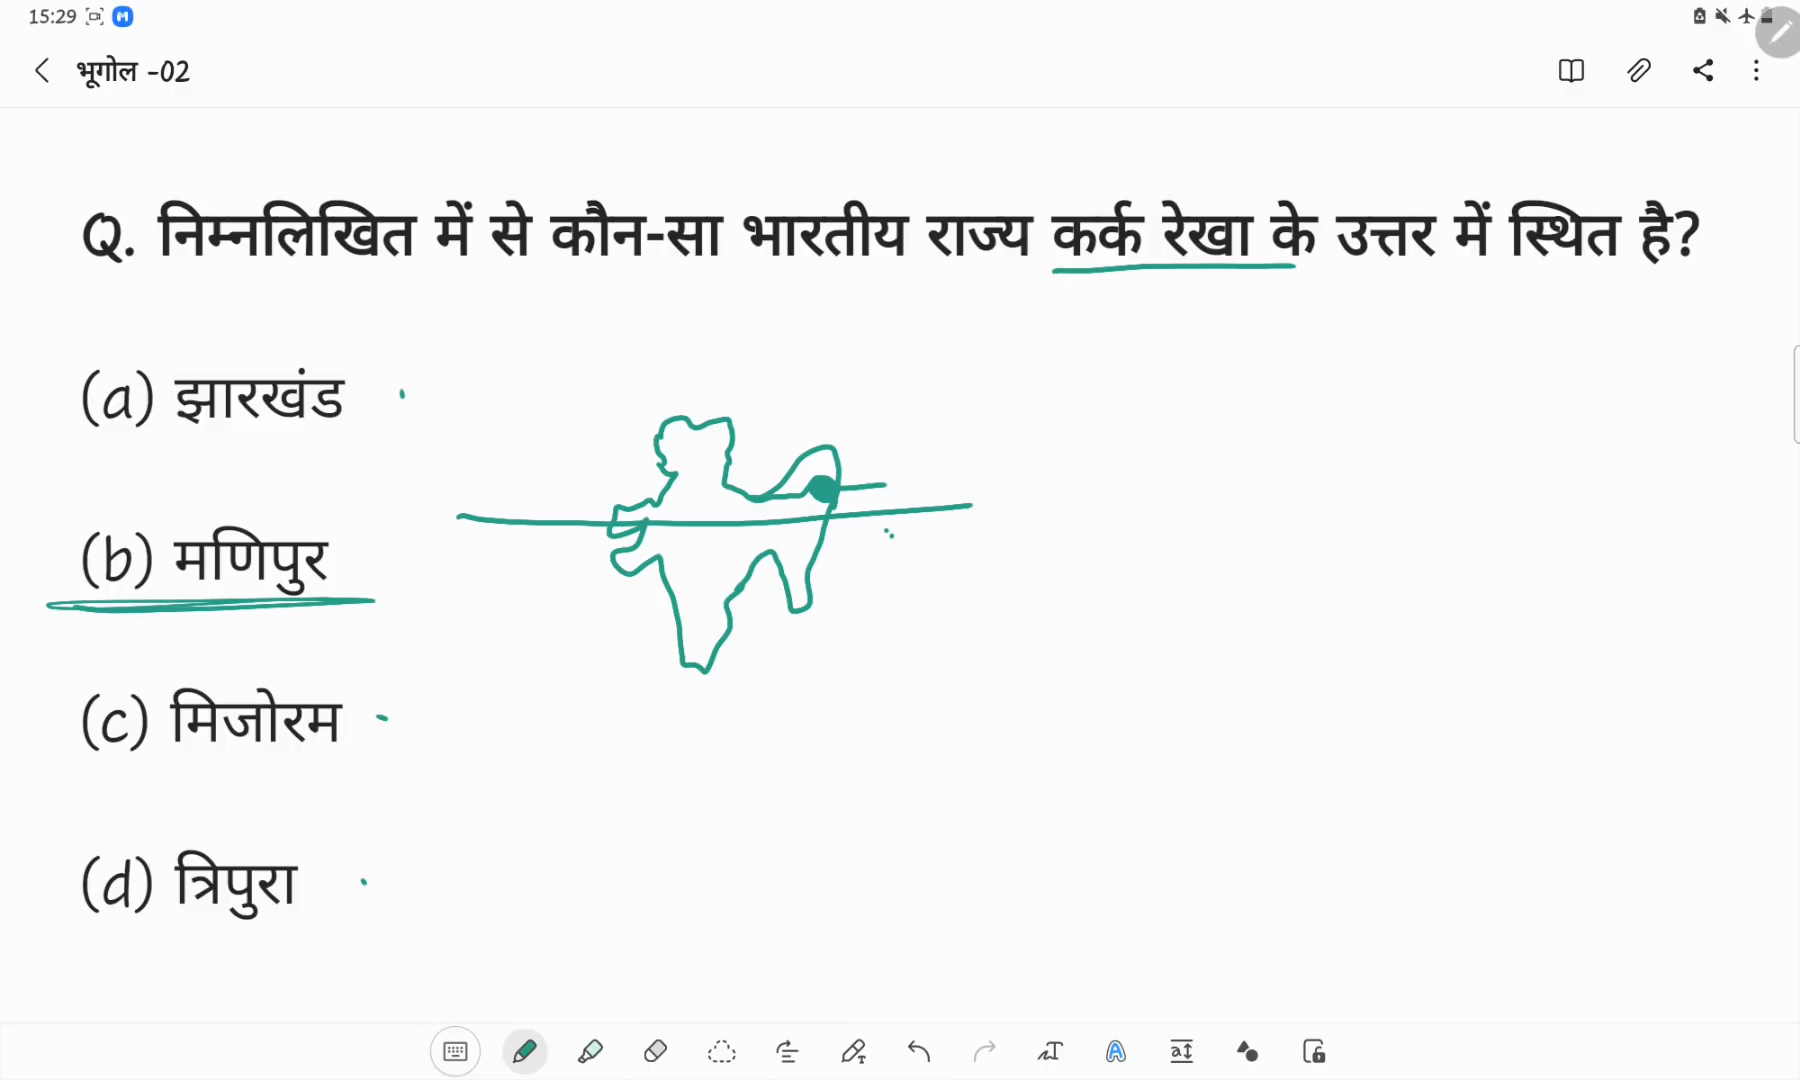 15:29
भूगोल -02
Q. निम्नलिखित में से कौन-सा भारतीय राज्य कर्क रेखा के उत्तर में स्थित है?
(a) झारखंड
(b) मणिपुर
(c) मिजोरम
(d) त्रिपुरा